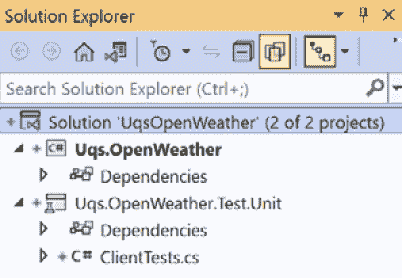 Solution Explorer
Search Solution Explorer (Ctrl+;)
Solution 'UqsOpenWeather' (2 of 2 projects)
C# Uqs.OpenWeather
Dependencies
Uqs.OpenWeather.Test.Unit
Dependencies
C# ClientTests.cs